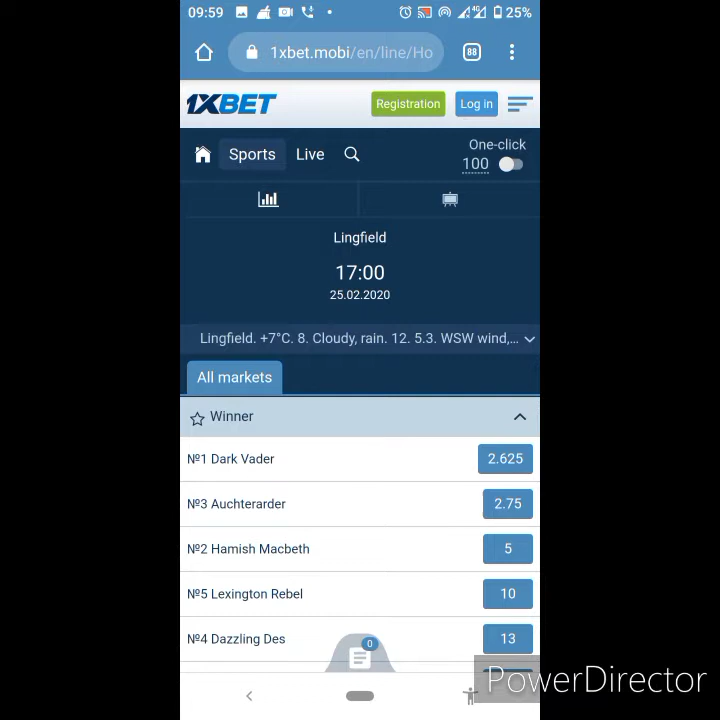 09:59 4G 25%
1xbet.mobi/en/line/Ho 88
1XBET Registration Log in
Sports Live One-click
100
Lingfield
17:00
25.02.2020
Lingfield. +7°C. 8. Cloudy, rain. 12. 5.3. WSW wind,...
All markets
Winner
№1 Dark Vader 2.625
№3 Auchterarder 2.75
№2 Hamish Macbeth 5
№5 Lexington Rebel 10
№4 Dazzling Des 13
0
PowerDirector